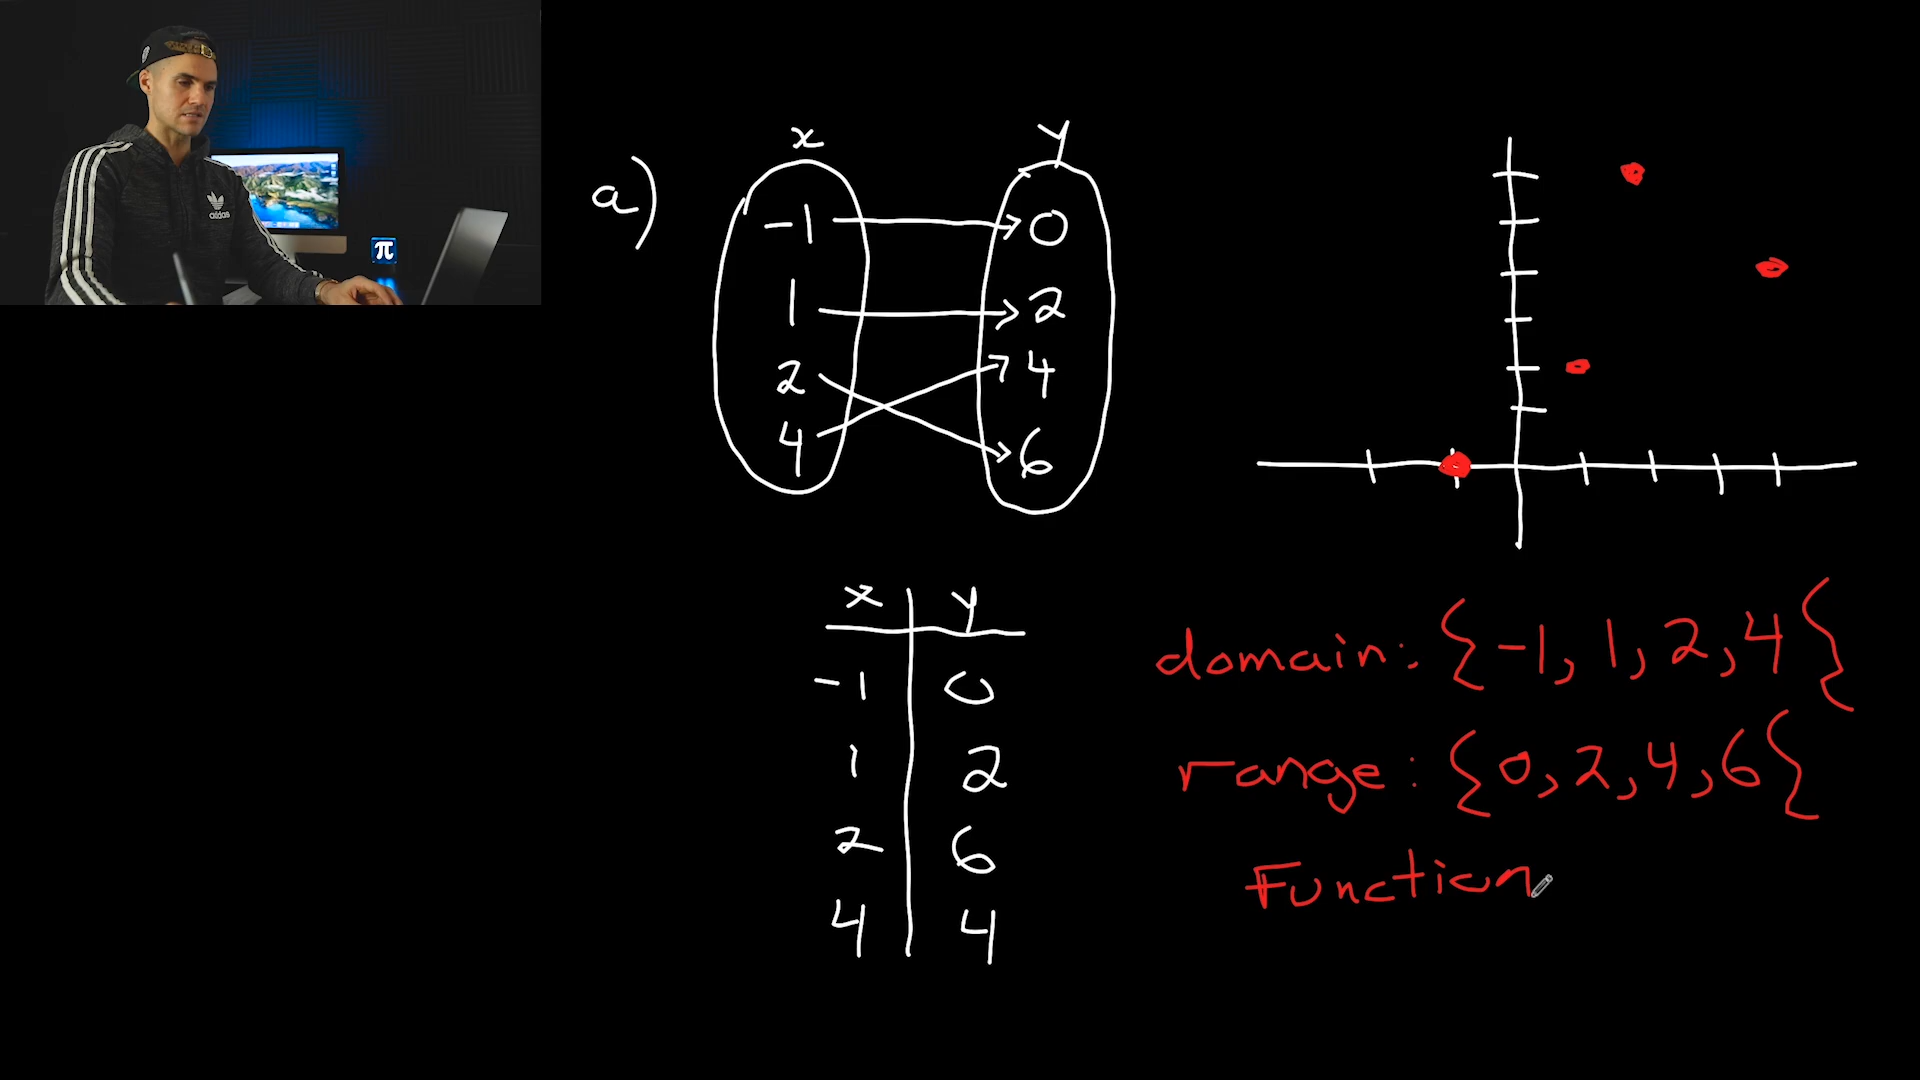 adidas
π
a)
x y
-1 0
1 2
2 4
4 6
x y
-1 0
1 2
2 6
4 4
domain: {-1, 1, 2, 4}
range: {0, 2, 4, 6}
Function